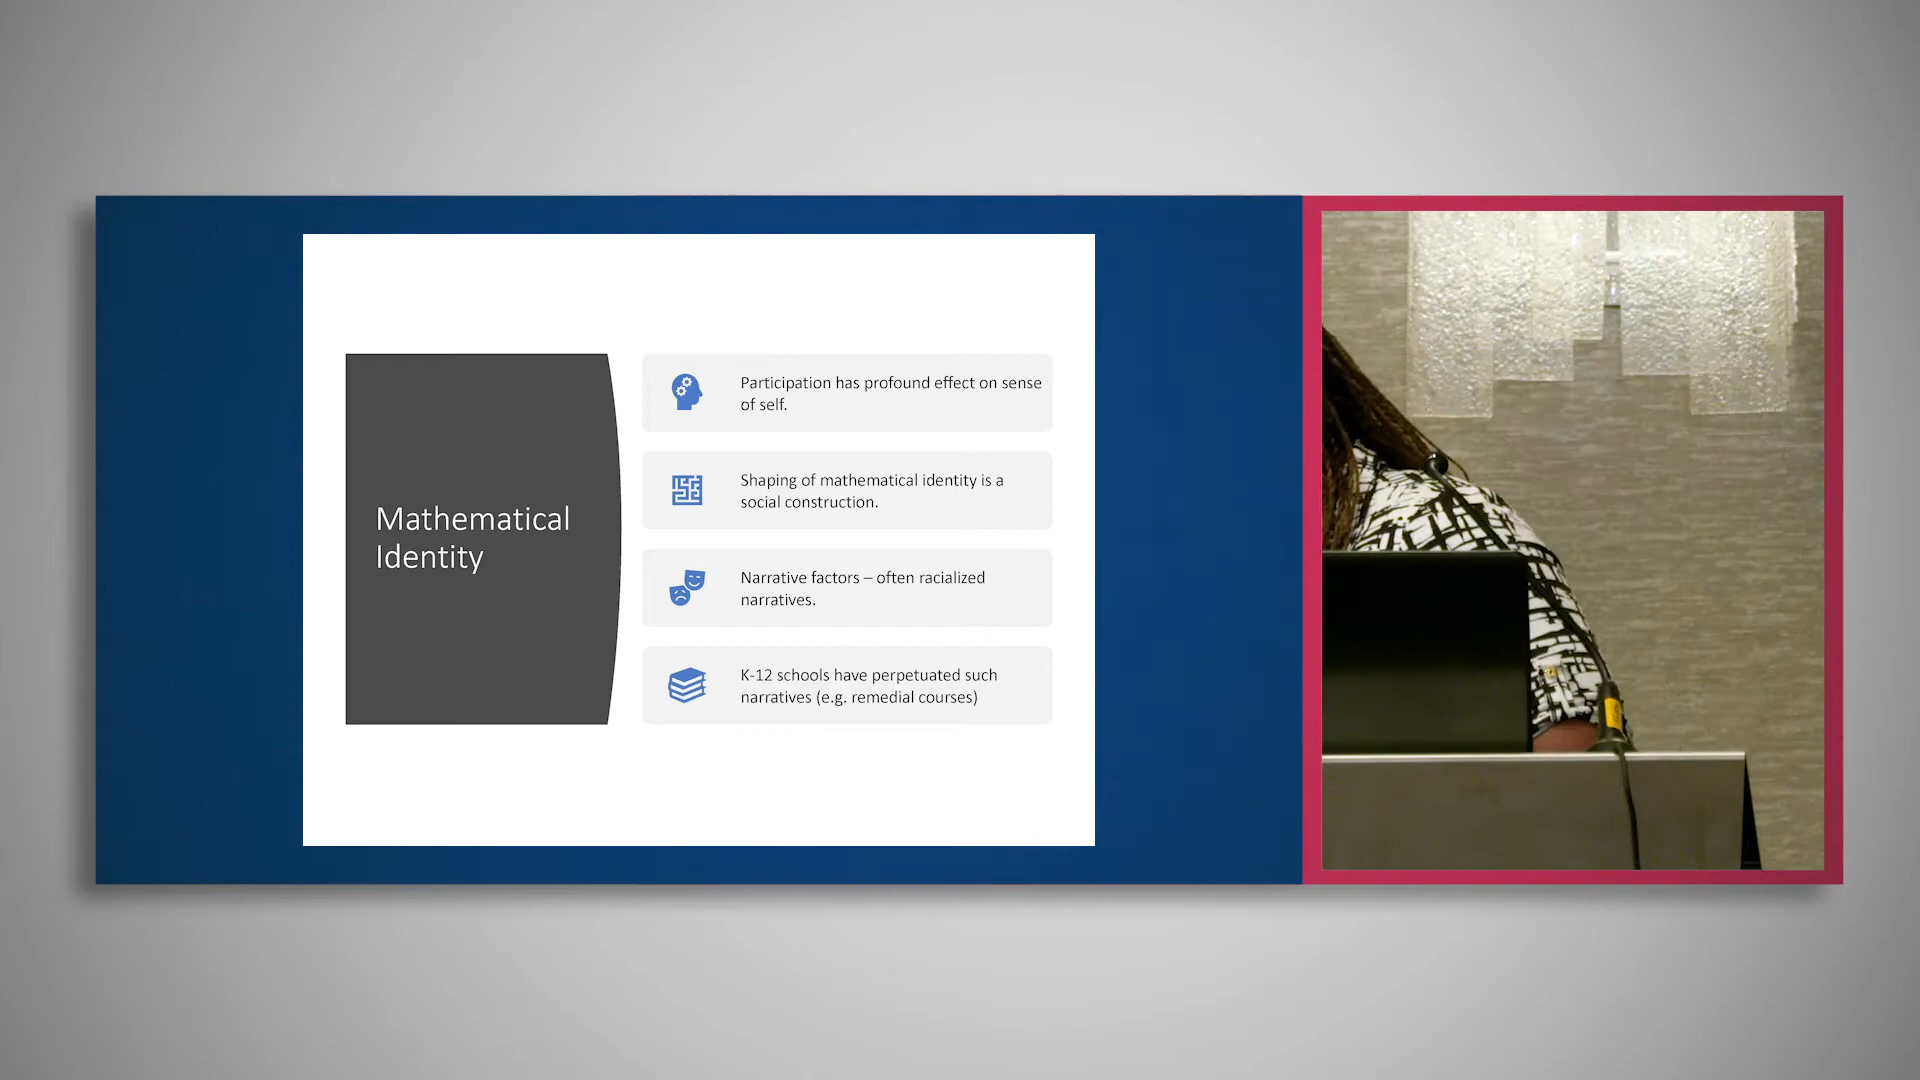 Mathematical
Identity
Participation has profound effect on sense
of self.
Shaping of mathematical identity is a
social construction.
Narrative factors – often racialized
narratives.
K-12 schools have perpetuated such
narratives (e.g. remedial courses)